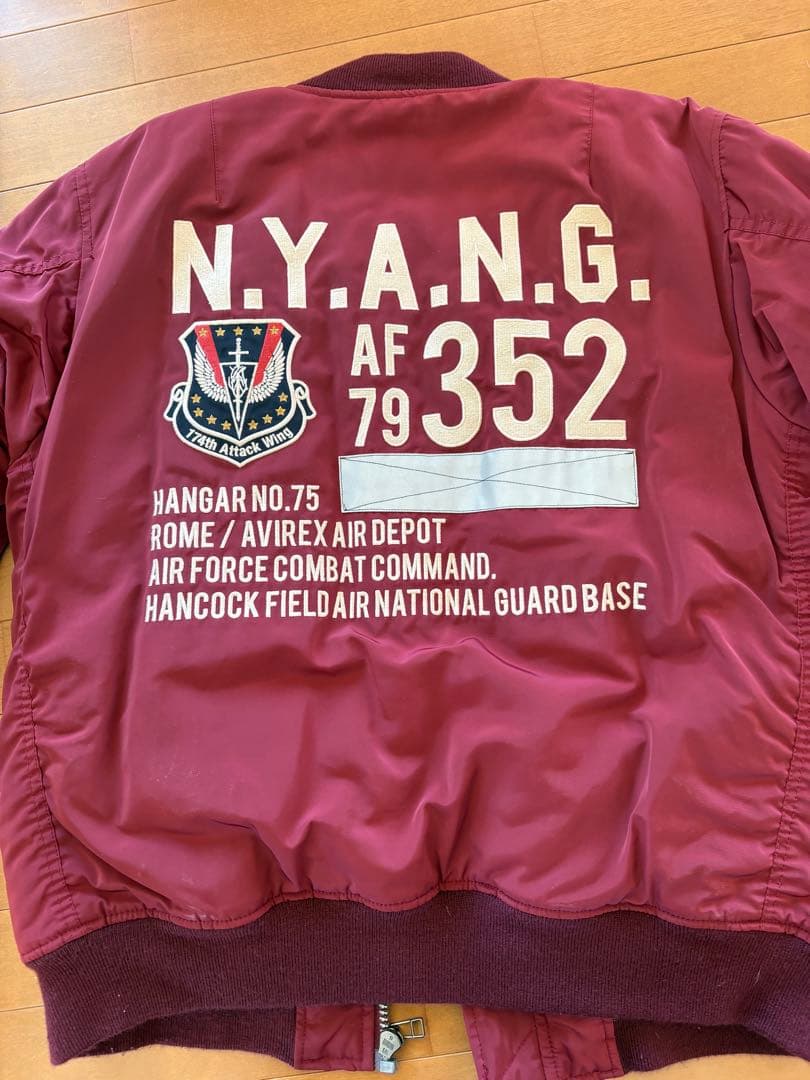 N.Y.A.N.G.
174th Attack Wing
AF
79
352
HANGAR NO.75
ROME / AVIREX AIR DEPOT
AIR FORCE COMBAT COMMAND.
HANCOCK FIELD AIR NATIONAL GUARD BASE